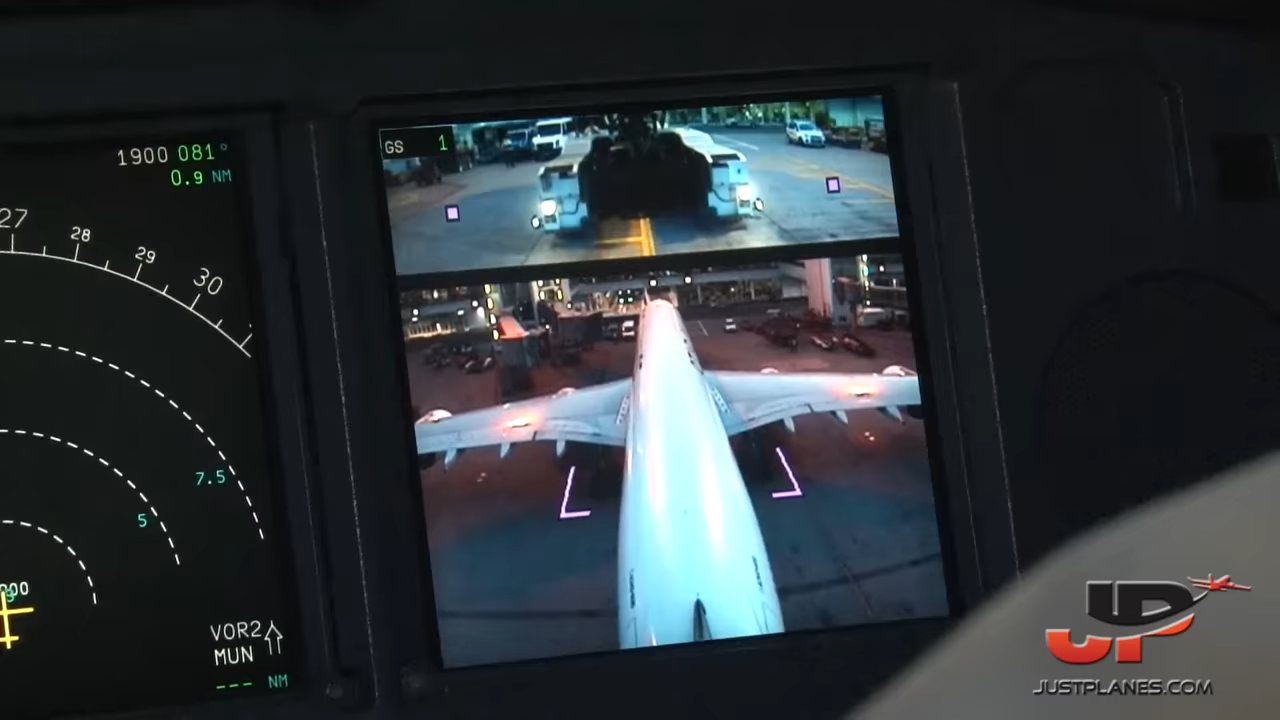 1900 081°
0.9 NM
27 28 29 30
7.5
5
VOR2
MUN
--- NM
GS 1
JP
JUSTPLANES.COM